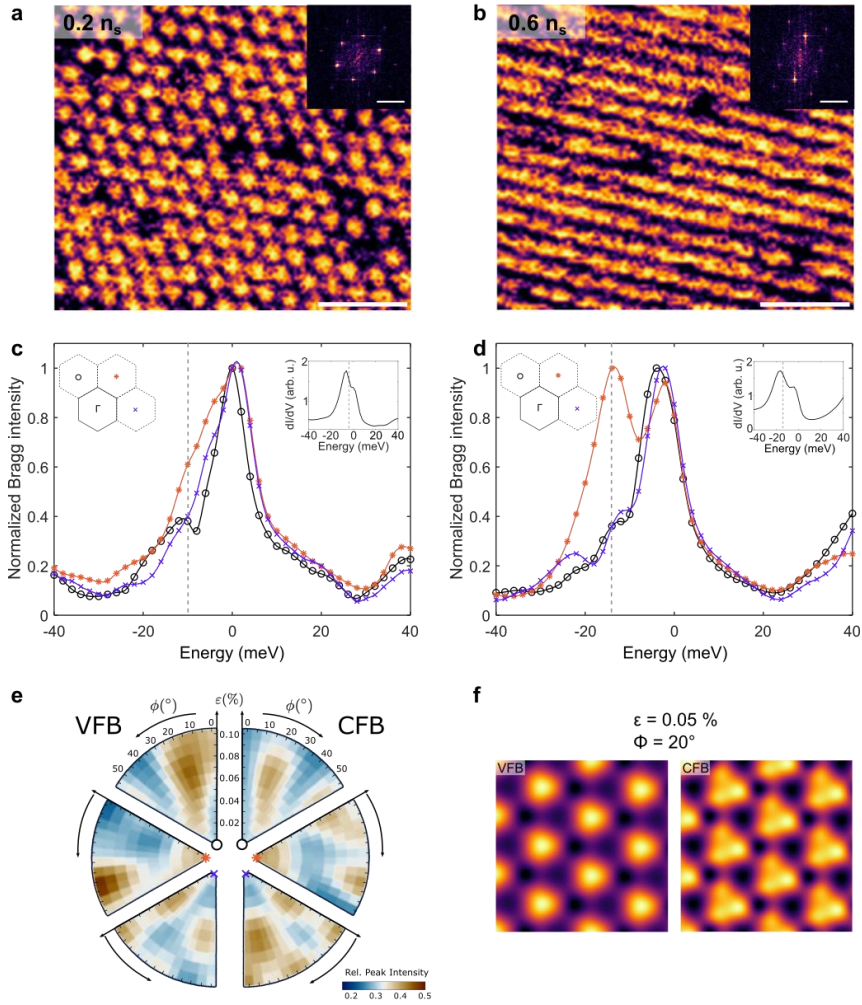 a
0.2 n_s
b
0.6 n_s
c
Normalized Bragg intensity
1
0.8
0.6
0.4
0.2
0
-40
-20
0
20
40
Energy (meV)
Γ
dI/dV (arb. u.)
2
1
0
-40 -20 0 20 40
Energy (meV)
d
Normalized Bragg intensity
1
0.8
0.6
0.4
0.2
0
-40
-20
0
20
40
Energy (meV)
Γ
dI/dV (arb. u.)
2
1
0
-40 -20 0 20 40
Energy (meV)
e
VFB
ϕ(°)
ε(%)
ϕ(°)
CFB
50 40 30 20 10 0
0 10 20 30 40 50
0.10
0.08
0.06
0.04
0.02
Rel. Peak Intensity
0.2 0.3 0.4 0.5
f
ε = 0.05 %
Φ = 20°
VFB
CFB